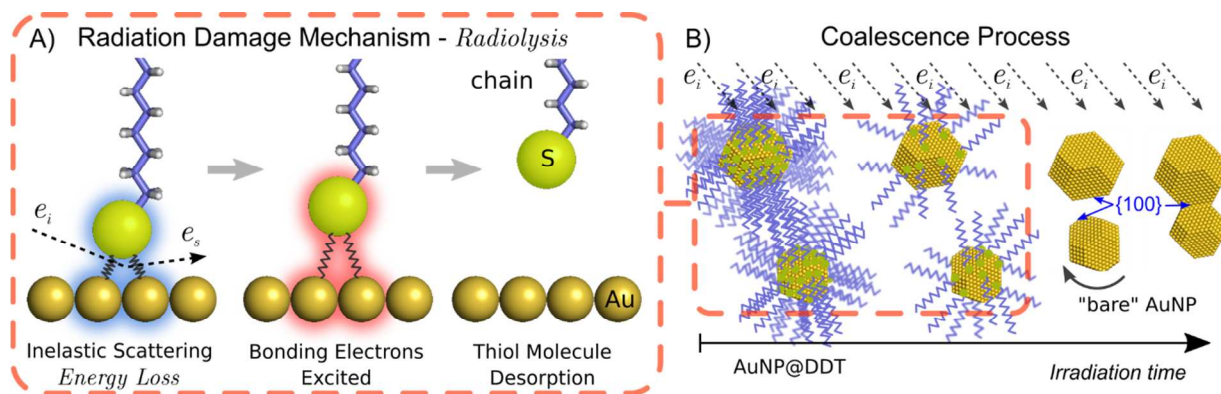 A) Radiation Damage Mechanism - Radiolysis
chain
S
e_i
e_s
Au
Inelastic Scattering
Energy Loss
Bonding Electrons
Excited
Thiol Molecule
Desorption
B) Coalescence Process
e_i e_i e_i e_i e_i e_i e_i
{100}
"bare" AuNP
AuNP@DDT
Irradiation time